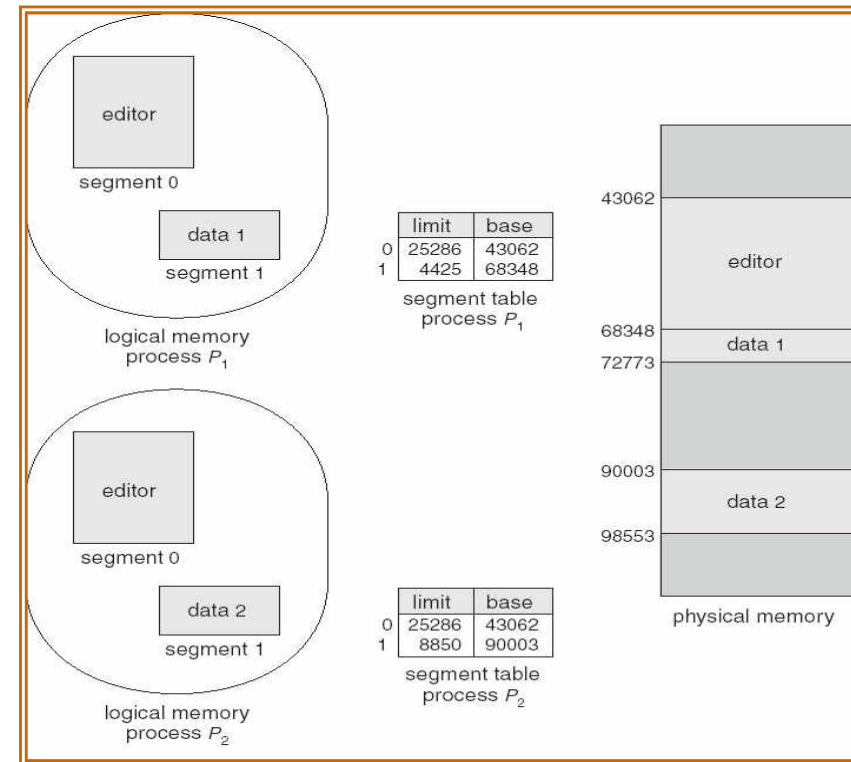 editor
segment 0
data 1
segment 1
logical memory
process P1
limit base
0 25286 43062
1 4425 68348
segment table
process P1
editor
segment 0
data 2
segment 1
logical memory
process P2
limit base
0 25286 43062
1 8850 90003
segment table
process P2
43062
editor
68348
data 1
72773
90003
data 2
98553
physical memory